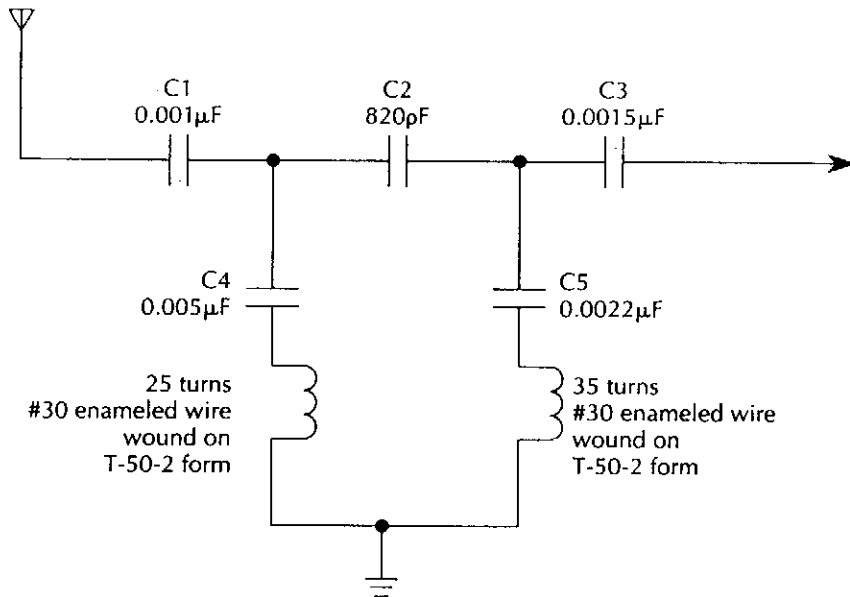 C1
0.001μF
C2
820pF
C3
0.0015μF
C4
0.005μF
C5
0.0022μF
25 turns
#30 enameled wire
wound on
T-50-2 form
35 turns
#30 enameled wire
wound on
T-50-2 form